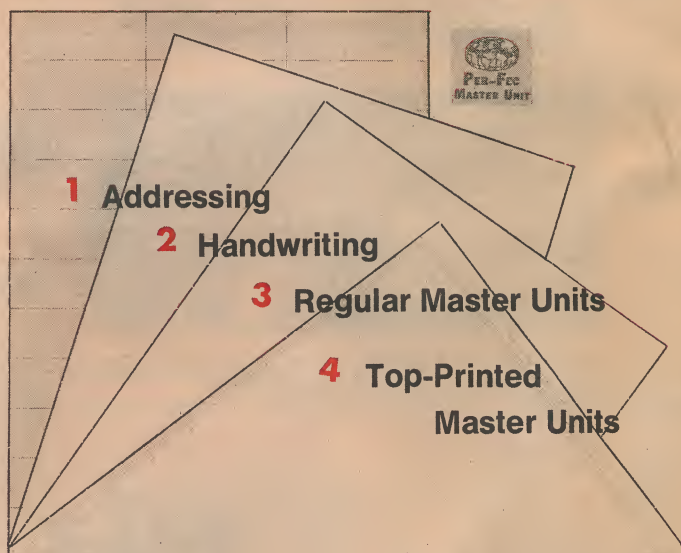 PER-FEC
MASTER UNIT
1 Addressing
2 Handwriting
3 Regular Master Units
4 Top-Printed
Master Units